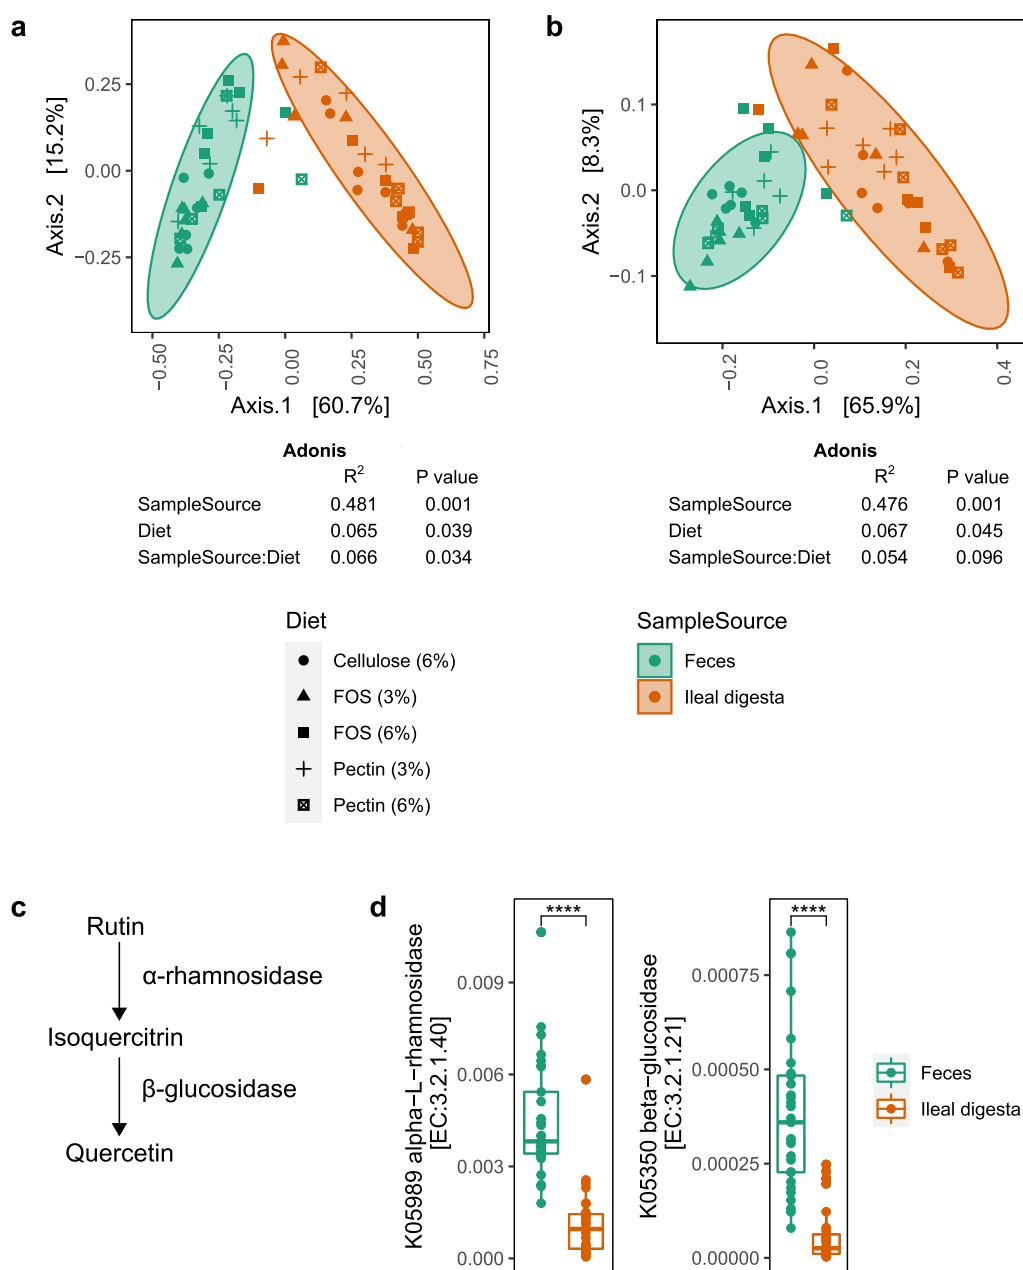 a
b
Axis.2 [15.2%]
0.25
0.00
−0.25
−0.50
−0.25
0.00
0.25
0.50
0.75
Axis.1 [60.7%]
Axis.2 [8.3%]
0.1
0.0
−0.1
−0.2
0.0
0.2
0.4
Axis.1 [65.9%]
Adonis
R² P value
SampleSource 0.481 0.001
Diet 0.065 0.039
SampleSource:Diet 0.066 0.034
Adonis
R² P value
SampleSource 0.476 0.001
Diet 0.067 0.045
SampleSource:Diet 0.054 0.096
Diet
Cellulose (6%)
FOS (3%)
FOS (6%)
Pectin (3%)
Pectin (6%)
SampleSource
Feces
Ileal digesta
c
Rutin
α-rhamnosidase
Isoquercitrin
β-glucosidase
Quercetin
d
K05989 alpha−L−rhamnosidase
[EC:3.2.1.40]
0.009
0.006
0.003
0.000
****
K05350 beta−glucosidase
[EC:3.2.1.21]
0.00075
0.00050
0.00025
0.00000
****
Feces
Ileal digesta